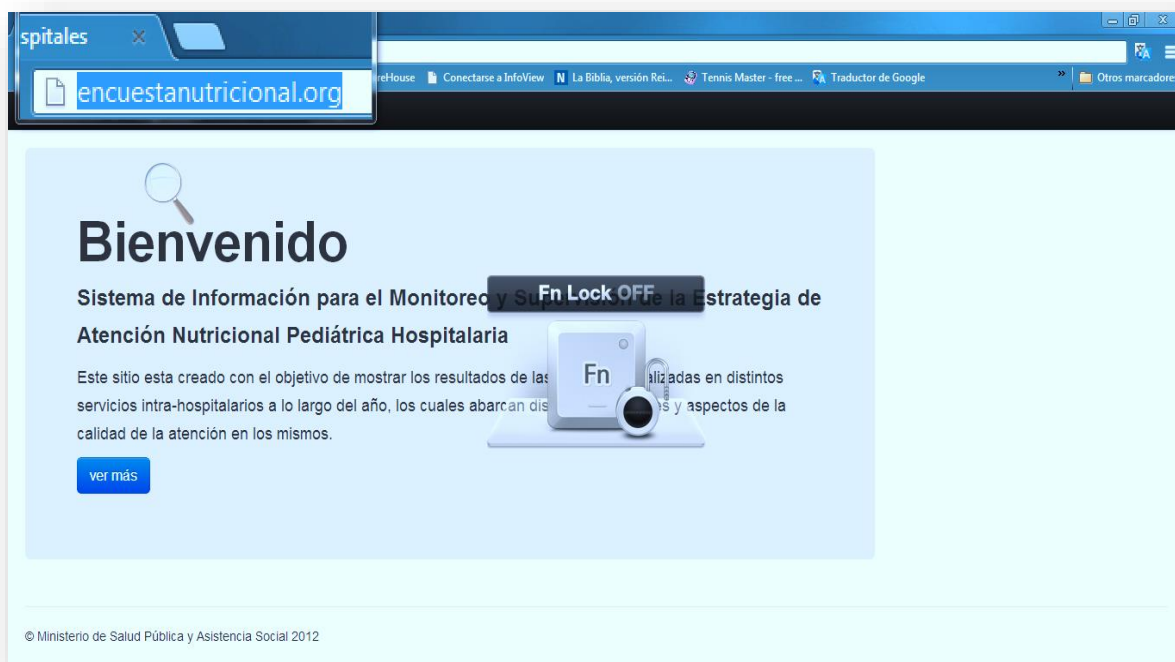 spitales
encuestanutricional.org
reHouse Conectarse a InfoView N La Biblia, versión Rei... Tennis Master - free ... Traductor de Google » Otros marcadore
Bienvenido
Sistema de Información para el Monitoreo y Supervisión de la Estrategia de
Fn Lock OFF
Atención Nutricional Pediátrica Hospitalaria
Fn
Este sitio esta creado con el objetivo de mostrar los resultados de las alizadas en distintos
servicios intra-hospitalarios a lo largo del año, los cuales abarcan dis s y aspectos de la
calidad de la atención en los mismos.
ver más
© Ministerio de Salud Pública y Asistencia Social 2012